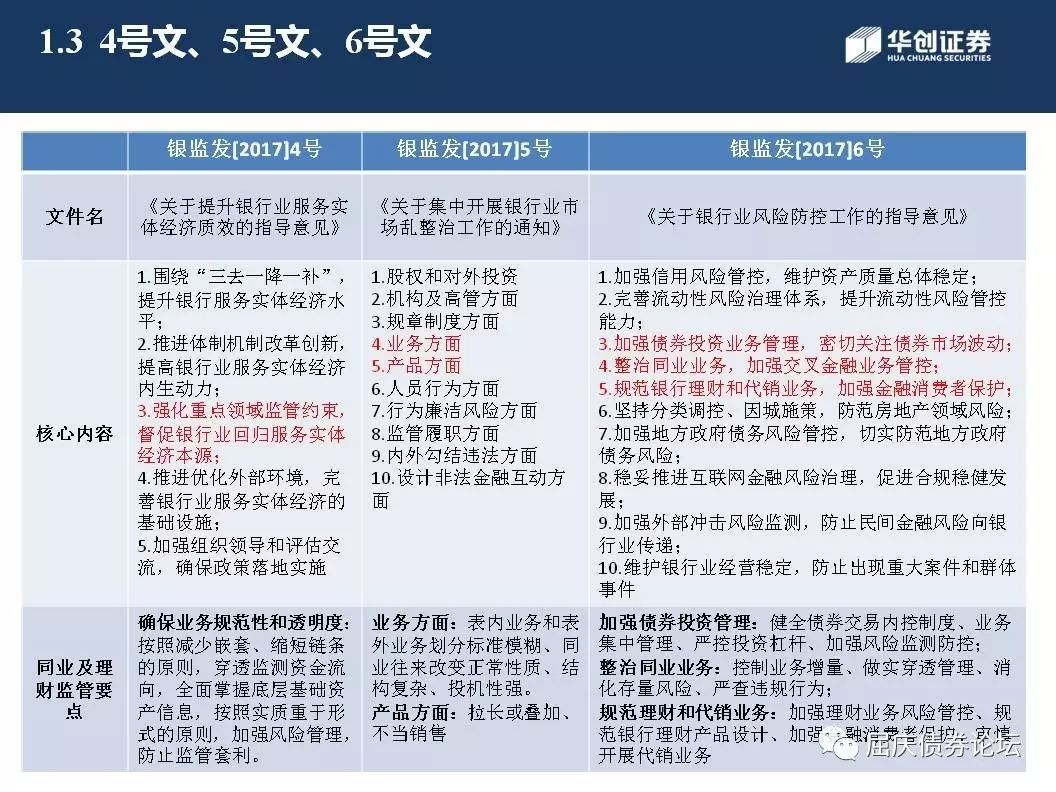 1.3 4号文、5号文、6号文
华创证券
HUA CHUANG SECURITIES
银监发[2017]4号
银监发[2017]5号
银监发[2017]6号
文件名
《关于提升银行业服务实
体经济质效的指导意见》
《关于集中开展银行业市
场乱整治工作的通知》
《关于银行业风险防控工作的指导意见》
核心内容
1.围绕“三去一降一补”，
提升银行服务实体经济水
平；
2.推进体制机制改革创新，
提高银行业服务实体经济
内生动力；
3.强化重点领域监管约束，
督促银行业回归服务实体
经济本源；
4.推进优化外部环境，完
善银行业服务实体经济的
基础设施；
5.加强组织领导和评估交
流，确保政策落地实施
1.股权和对外投资
2.机构及高管方面
3.规章制度方面
4.业务方面
5.产品方面
6.人员行为方面
7.行为廉洁风险方面
8.监管履职方面
9.内外勾结违法方面
10.设计非法金融互动方
面
1.加强信用风险管控，维护资产质量总体稳定；
2.完善流动性风险治理体系，提升流动性风险管控
能力；
3.加强债券投资业务管理，密切关注债券市场波动；
4.整治同业业务，加强交叉金融业务管控；
5.规范银行理财和代销业务，加强金融消费者保护；
6.坚持分类调控、因城施策，防范房地产领域风险；
7.加强地方政府债务风险管控，切实防范地方政府
债务风险；
8.稳妥推进互联网金融风险治理，促进合规稳健发
展；
9.加强外部冲击风险监测，防止民间金融风险向银
行业传递；
10.维护银行业经营稳定，防止出现重大案件和群体
事件
同业及理
财监管要
点
确保业务规范性和透明度：
按照减少嵌套、缩短链条
的原则，穿透监测资金流
向，全面掌握底层基础资
产信息，按照实质重于形
式的原则，加强风险管理，
防止监管套利。
业务方面：表内业务和表
外业务划分标准模糊、同
业往来改变正常性质、结
构复杂、投机性强。
产品方面：拉长或叠加、
不当销售
加强债券投资管理：健全债券交易内控制度、业务
集中管理、严控投资杠杆、加强风险监测防控；
整治同业业务：控制业务增量、做实穿透管理、消
化存量风险、严查违规行为；
规范理财和代销业务：加强理财业务风险管控、规
范银行理财产品设计、加强金融消费者保护、审慎
开展代销业务
屈庆债券论坛